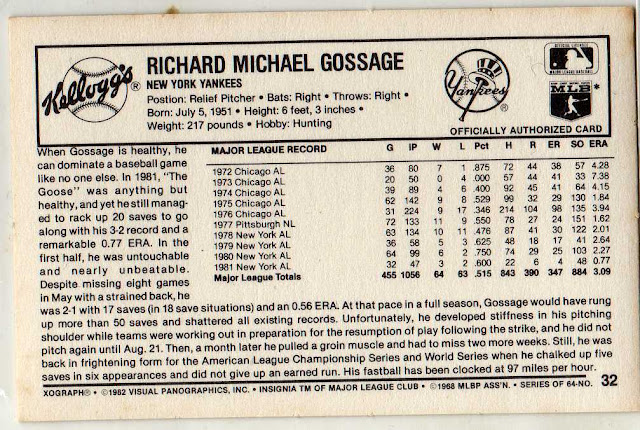 Kellogg's ®
RICHARD MICHAEL GOSSAGE
NEW YORK YANKEES
Postion: Relief Pitcher • Bats: Right • Throws: Right •
Born: July 5, 1951 • Height: 6 feet, 3 inches •
Weight: 217 pounds • Hobby: Hunting
Yankees ®
MLB *
OFFICIALLY AUTHORIZED CARD
When Gossage is healthy, he
can dominate a baseball game
like no one else. In 1981, "The
Goose" was anything but
healthy, and yet he still manag-
ed to rack up 20 saves to go
along with his 3-2 record and a
remarkable 0.77 ERA. In the
first half, he was untouchable
and nearly unbeatable.
Despite missing eight games
in May with a strained back, he
MAJOR LEAGUE RECORD G IP W L Pct H R ER SO ERA
1972 Chicago AL 36 80 7 1 .875 72 44 38 57 4.28
1973 Chicago AL 20 50 0 4 .000 57 44 41 33 7.38
1974 Chicago AL 39 89 4 6 .400 92 45 41 64 4.15
1975 Chicago AL 62 142 9 8 .529 99 32 29 130 1.84
1976 Chicago AL 31 224 9 17 .346 214 104 98 135 3.94
1977 Pittsburgh NL 72 133 11 9 .550 78 27 24 151 1.62
1978 New York AL 63 134 10 11 .476 87 41 30 122 2.01
1979 New York AL 36 58 5 3 .625 48 18 17 41 2.64
1980 New York AL 64 99 6 2 .750 74 29 25 103 2.27
1981 New York AL 32 47 3 2 .600 22 6 4 48 0.77
Major League Totals 455 1056 64 63 .515 843 390 347 884 3.09
was 2-1 with 17 saves (in 18 save situations) and an 0.56 ERA. At that pace in a full season, Gossage would have rung
up more than 50 saves and shattered all existing records. Unfortunately, he developed stiffness in his pitching
shoulder while teams were working out in preparation for the resumption of play following the strike, and he did not
pitch again until Aug. 21. Then, a month later he pulled a groin muscle and had to miss two more weeks. Still, he was
back in frightening form for the American League Championship Series and World Series when he chalked up five
saves in six appearances and did not give up an earned run. His fastball has been clocked at 97 miles per hour.
XOGRAPH® • ©1982 VISUAL PANOGRAPHICS, INC. • INSIGNIA TM OF MAJOR LEAGUE CLUB • ©1968 MLBP ASS'N. • SERIES OF 64-NO. 32